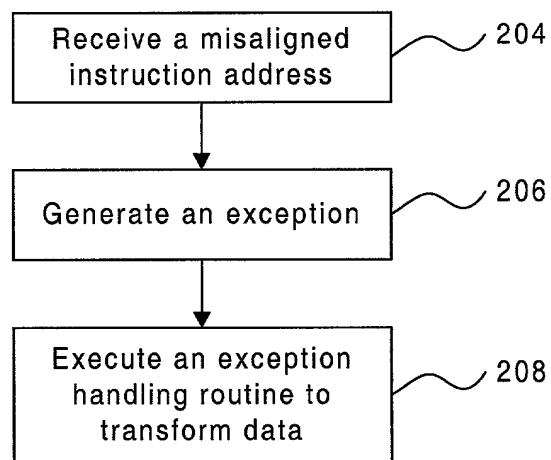 Receive a misaligned
instruction address
204
Generate an exception
206
Execute an exception
handling routine to
transform data
208